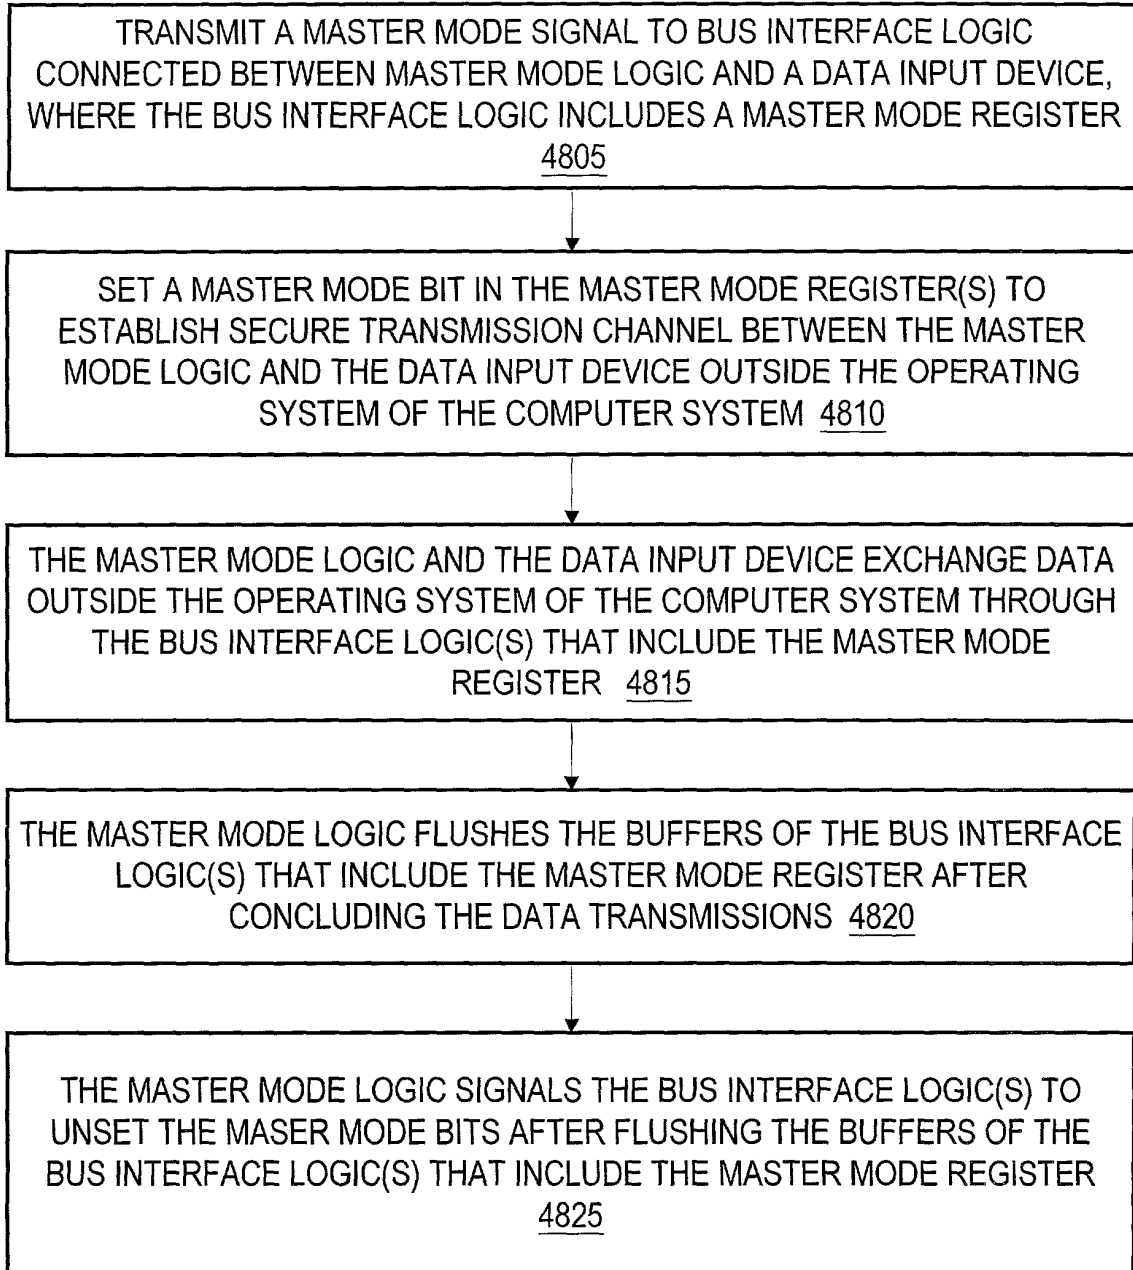 TRANSMIT A MASTER MODE SIGNAL TO BUS INTERFACE LOGIC
CONNECTED BETWEEN MASTER MODE LOGIC AND A DATA INPUT DEVICE,
WHERE THE BUS INTERFACE LOGIC INCLUDES A MASTER MODE REGISTER
4805
SET A MASTER MODE BIT IN THE MASTER MODE REGISTER(S) TO
ESTABLISH SECURE TRANSMISSION CHANNEL BETWEEN THE MASTER
MODE LOGIC AND THE DATA INPUT DEVICE OUTSIDE THE OPERATING
SYSTEM OF THE COMPUTER SYSTEM 4810
THE MASTER MODE LOGIC AND THE DATA INPUT DEVICE EXCHANGE DATA
OUTSIDE THE OPERATING SYSTEM OF THE COMPUTER SYSTEM THROUGH
THE BUS INTERFACE LOGIC(S) THAT INCLUDE THE MASTER MODE
REGISTER 4815
THE MASTER MODE LOGIC FLUSHES THE BUFFERS OF THE BUS INTERFACE
LOGIC(S) THAT INCLUDE THE MASTER MODE REGISTER AFTER
CONCLUDING THE DATA TRANSMISSIONS 4820
THE MASTER MODE LOGIC SIGNALS THE BUS INTERFACE LOGIC(S) TO
UNSET THE MASER MODE BITS AFTER FLUSHING THE BUFFERS OF THE
BUS INTERFACE LOGIC(S) THAT INCLUDE THE MASTER MODE REGISTER
4825